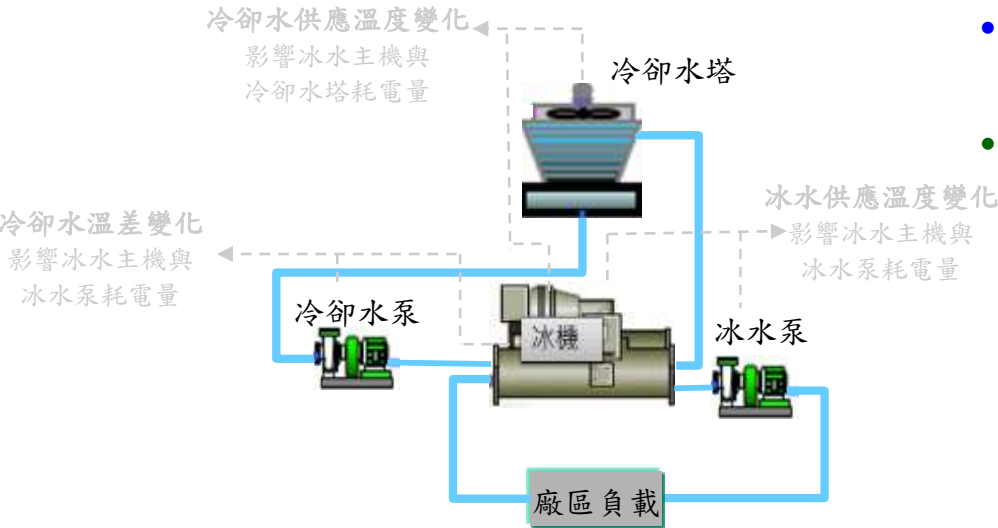 冷卻水供應溫度變化
影響冰水主機與
冷卻水塔耗電量
冷卻水塔
冰水供應溫度變化
影響冰水主機與
冰水泵耗電量
冷卻水溫差變化
影響冰水主機與
冰水泵耗電量
冷卻水泵
冰機
冰水泵
廠區負載